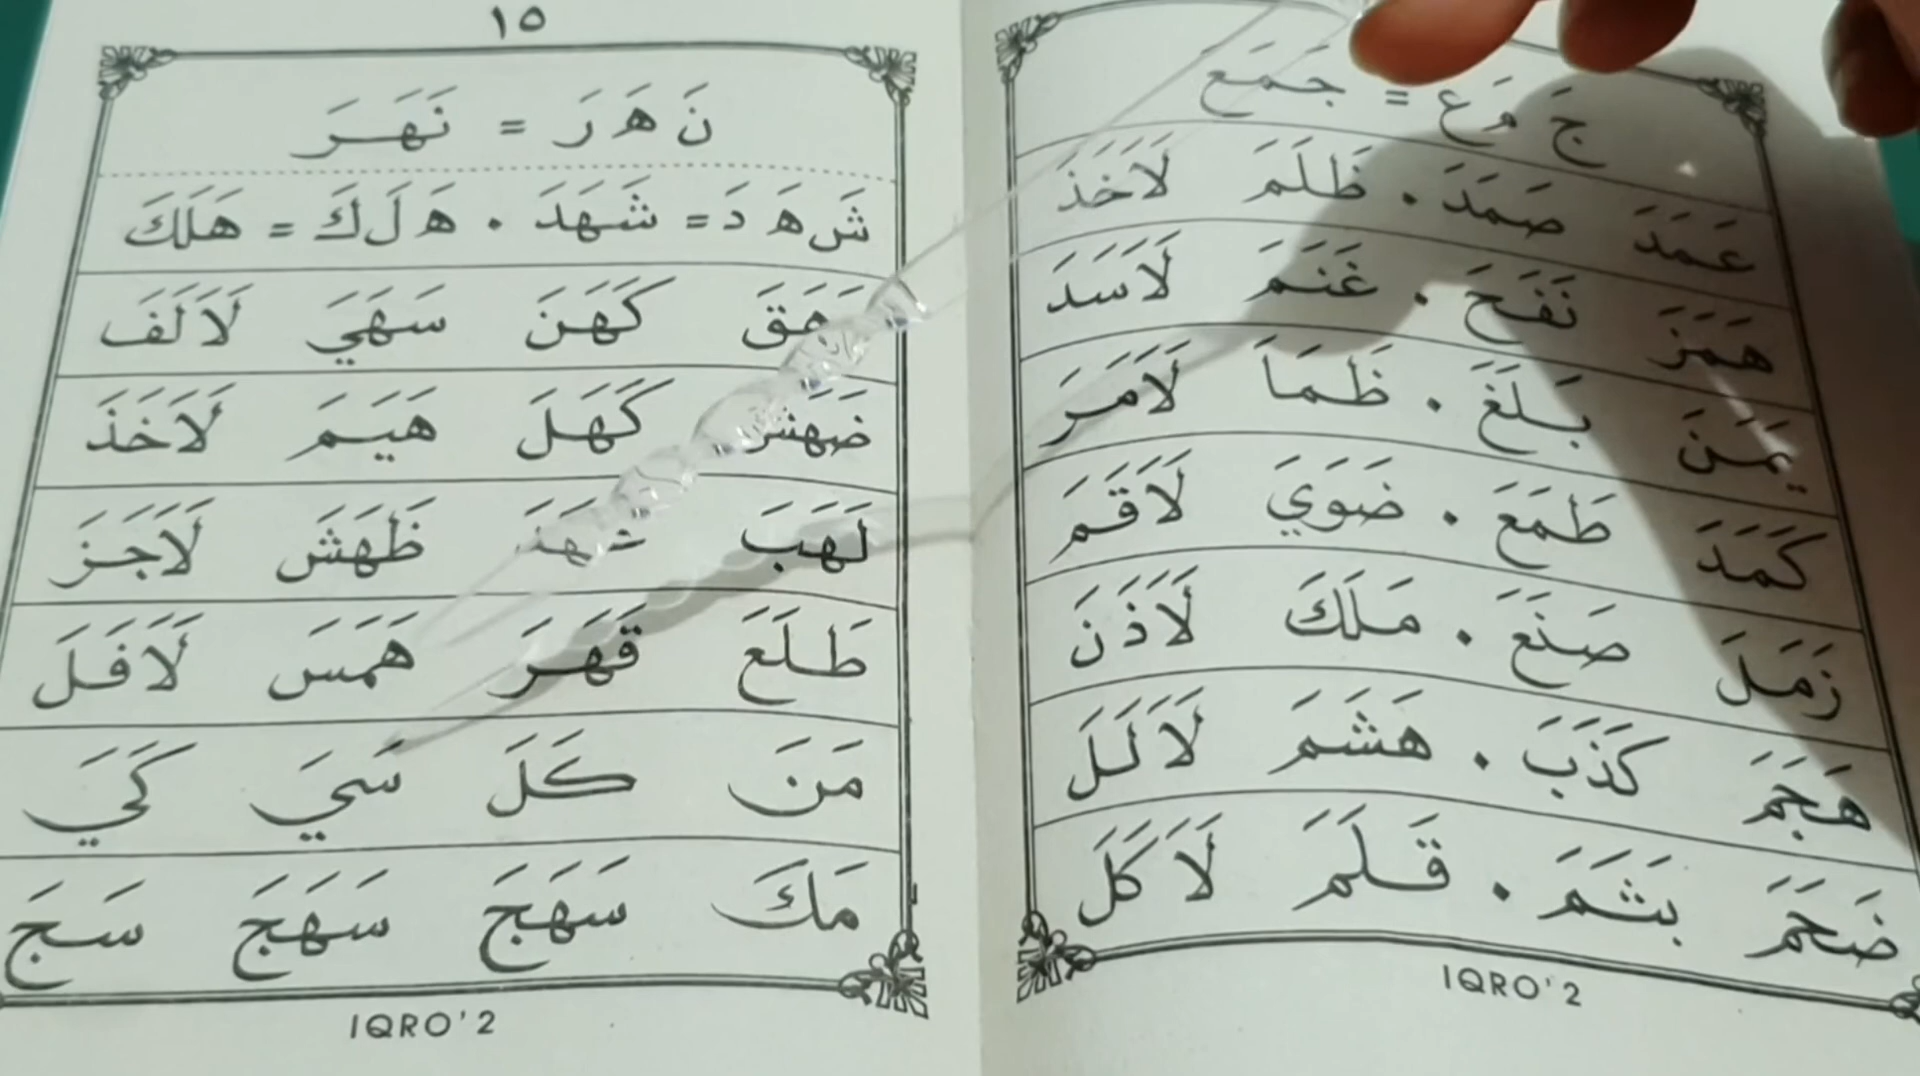 جَ مَ عَ = جَمَعَ
عَمَدَ صَمَدَ . ظَلَمَ لَاَخَذَ
هَمَزَ نَفَحَ . غَنَمَ لَاَسَدَ
يَمَنَ بَلَغَ . ظَمَاَ لَاَمَرَ
كَمَدَ طَمَعَ . ضَوَيَ لَاَقَمَ
زَمَلَ صَنَعَ . مَلَكَ لَاَذَنَ
هَجَمَ كَذَبَ . هَشَمَ لَاَلَلَ
ضَحَمَ بَثَمَ . قَلَمَ لَاَكَلَ
IQRO' 2
١٥
نَ هَ رَ = نَهَرَ
شَ هَ دَ = شَهَدَ . هَ لَ كَ = هَلَكَ
كَهَنَ سَهَيَ لَاَلَفَ
ضَهَشَ كَهَلَ هَيَمَ لَاَخَذَ
لَهَبَ ظَهَشَ لَاَجَزَ
طَلَعَ قَهَرَ هَمَسَ لَاَفَلَ
مَنَ كَلَ سَيَ كَيَ
مَكَ سَهَجَ سَهَجَ سَجَ
IQRO' 2